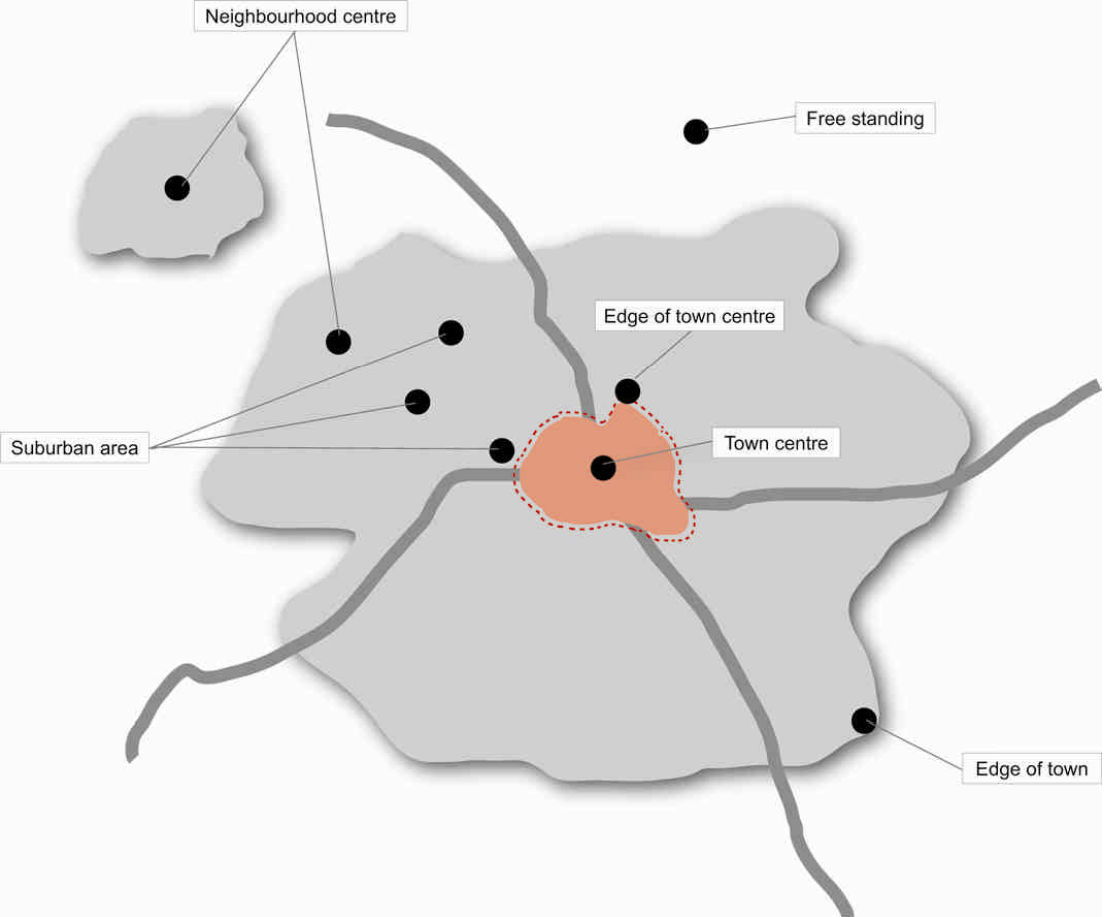 Neighbourhood centre
Free standing
Edge of town centre
Town centre
Suburban area
Edge of town